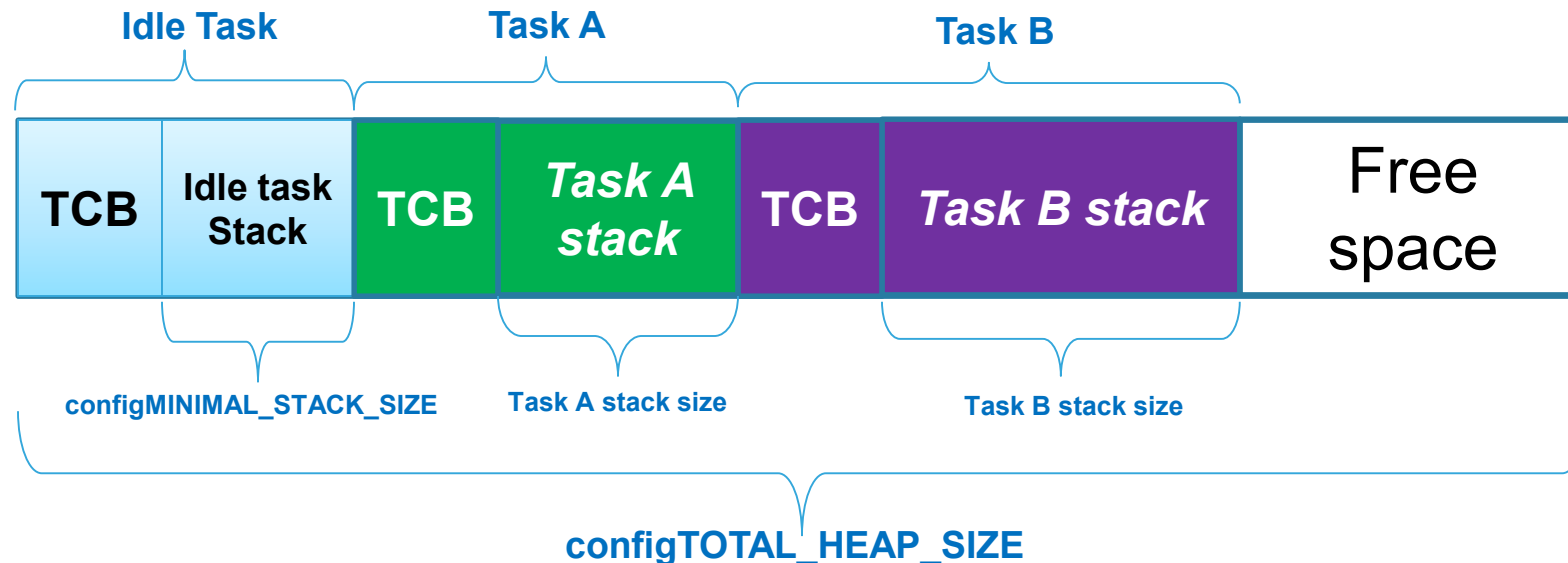 Idle Task
Task A
Task B
TCB
Idle task
Stack
TCB
Task A
stack
TCB
Task B stack
Free
space
configMINIMAL_STACK_SIZE
Task A stack size
Task B stack size
configTOTAL_HEAP_SIZE